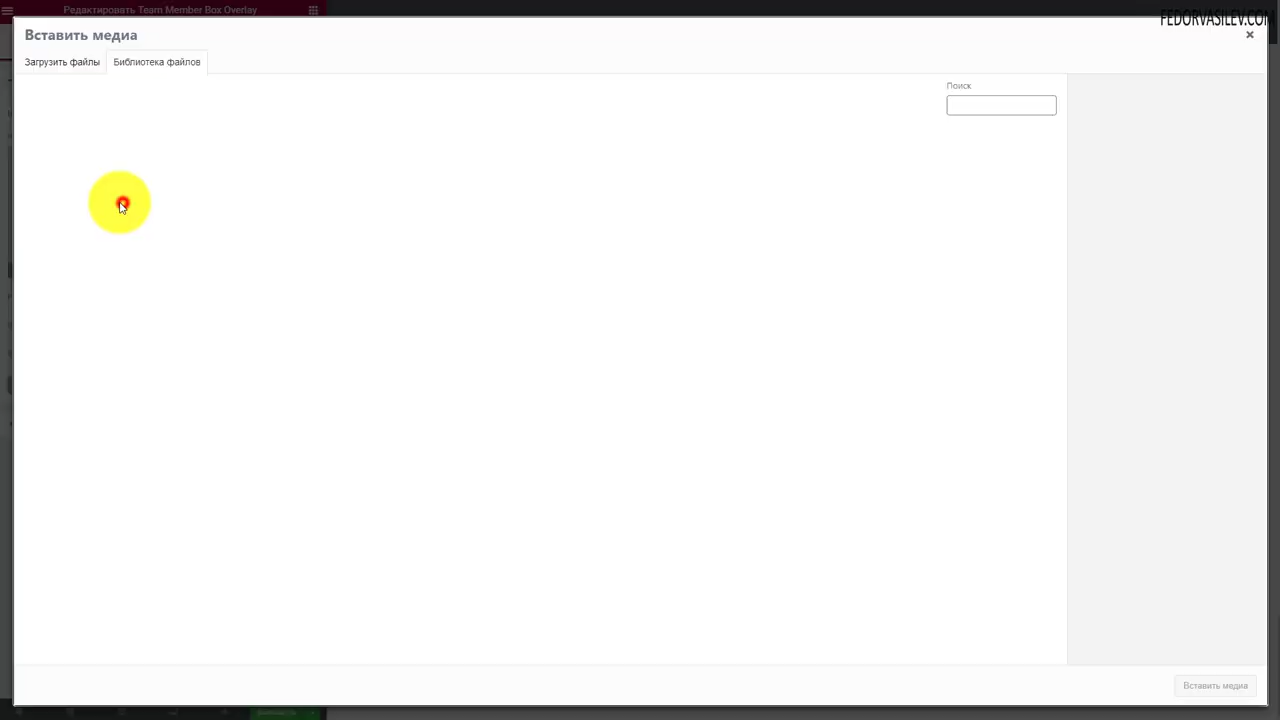 Редактировать Team Member Box Overlay
FEDORVASILEV.COM
Вставить медиа
Загрузить файлы
Библиотека файлов
Поиск
Вставить медиа